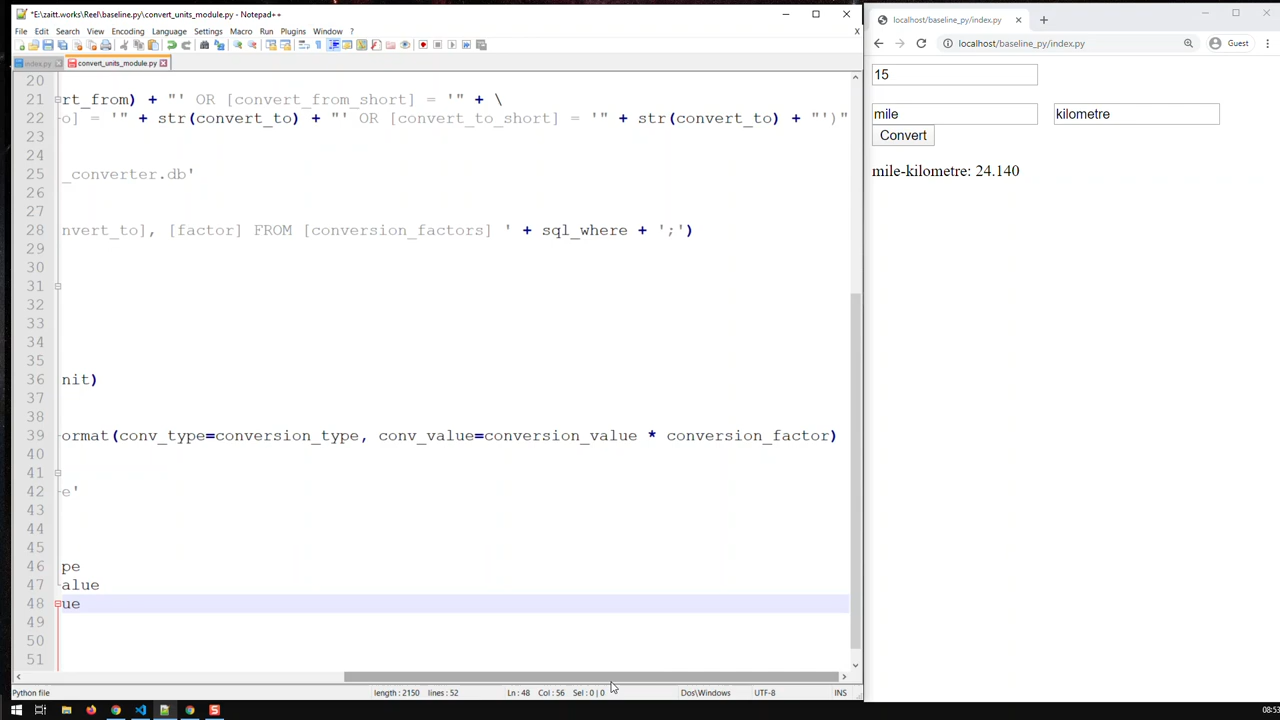 *E:\zaitt.works\Reel\baseline.py\convert_units_module.py - Notepad++
File Edit Search View Encoding Language Settings Macro Run Plugins Window ?
X
index.py convert_units_module.py
20
21 rt_from) + "' OR [convert_from_short] = '" + \
22 o] = '" + str(convert_to) + "' OR [convert_to_short] = '" + str(convert_to) + "')"
23
24
25 _converter.db'
26
27
28 nvert_to], [factor] FROM [conversion_factors] ' + sql_where + ';')
29
30
31
32
33
34
35
36 nit)
37
38
39 ormat(conv_type=conversion_type, conv_value=conversion_value * conversion_factor)
40
41
42 e'
43
44
45
46 pe
47 alue
48 ue
49
50
51
Python file length : 2150 lines : 52 Ln : 48 Col : 56 Sel : 0 | 0 Dos\Windows UTF-8 INS
localhost/baseline_py/index.py
localhost/baseline_py/index.py Guest
15
mile kilometre
Convert
mile-kilometre: 24.140
08:53